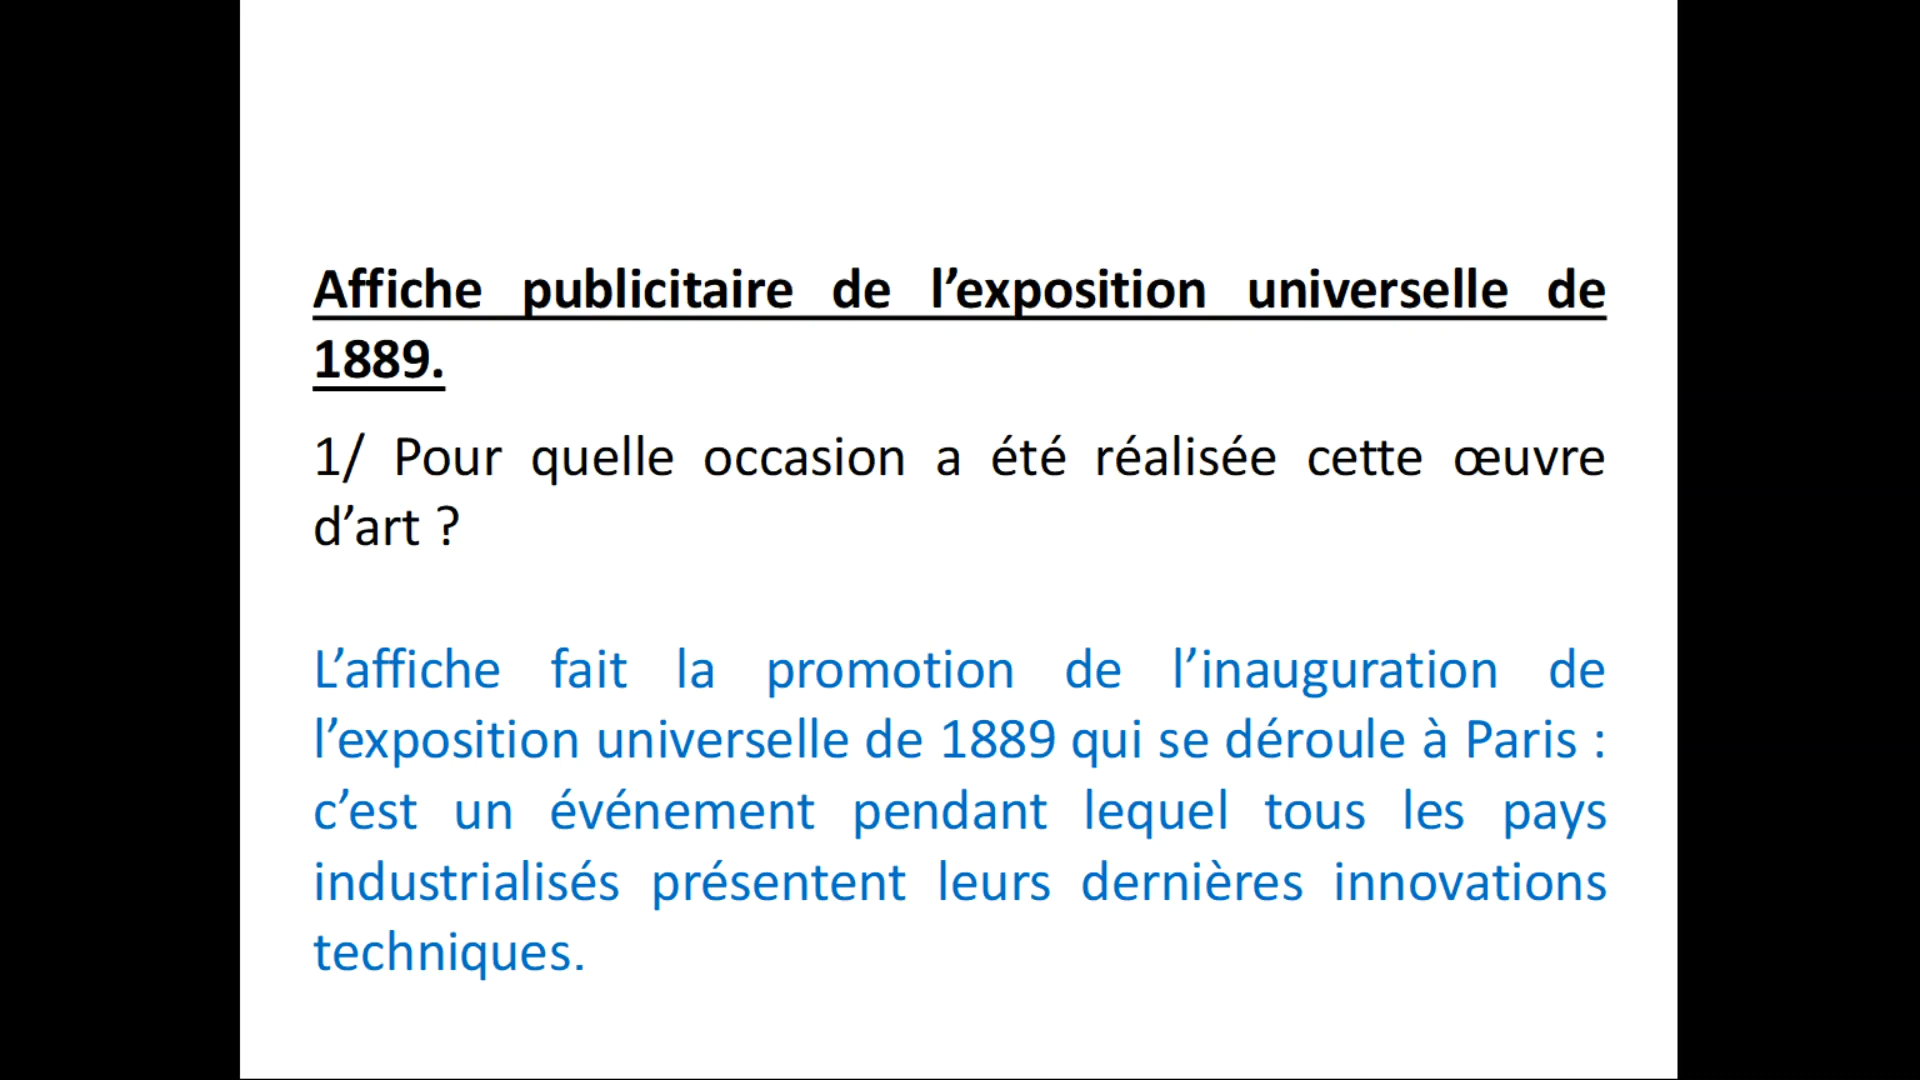 Affiche publicitaire de l’exposition universelle de
1889.
1/ Pour quelle occasion a été réalisée cette œuvre
d’art ?
L’affiche fait la promotion de l’inauguration de
l’exposition universelle de 1889 qui se déroule à Paris :
c’est un événement pendant lequel tous les pays
industrialisés présentent leurs dernières innovations
techniques.